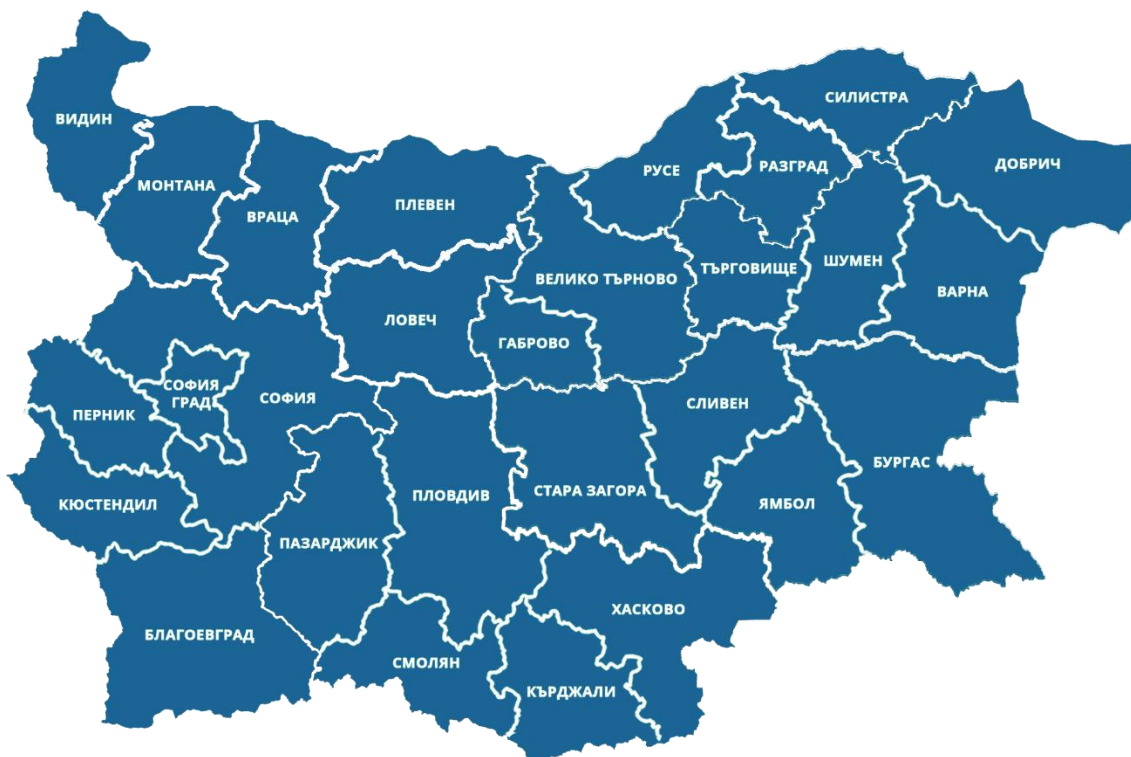 СИЛИСТРА
ВИДИН
ДОБРИЧ
РУСЕ
РАЗГРАД
МОНТАНА
ПЛЕВЕН
ВРАЦА
ШУМЕН
ТЪРГОВИЩЕ
ВЕЛИКО ТЪРНОВО
ВАРНА
ЛОВЕЧ
ГАБРОВО
СОФИЯ
ГРАД
СОФИЯ
СЛИВЕН
ПЕРНИК
БУРГАС
СТАРА ЗАГОРА
ПЛОВДИВ
КЮСТЕНДИЛ
ЯМБОЛ
ПАЗАРДЖИК
ХАСКОВО
БЛАГОЕВГРАД
СМОЛЯН
КЪРДЖАЛИ